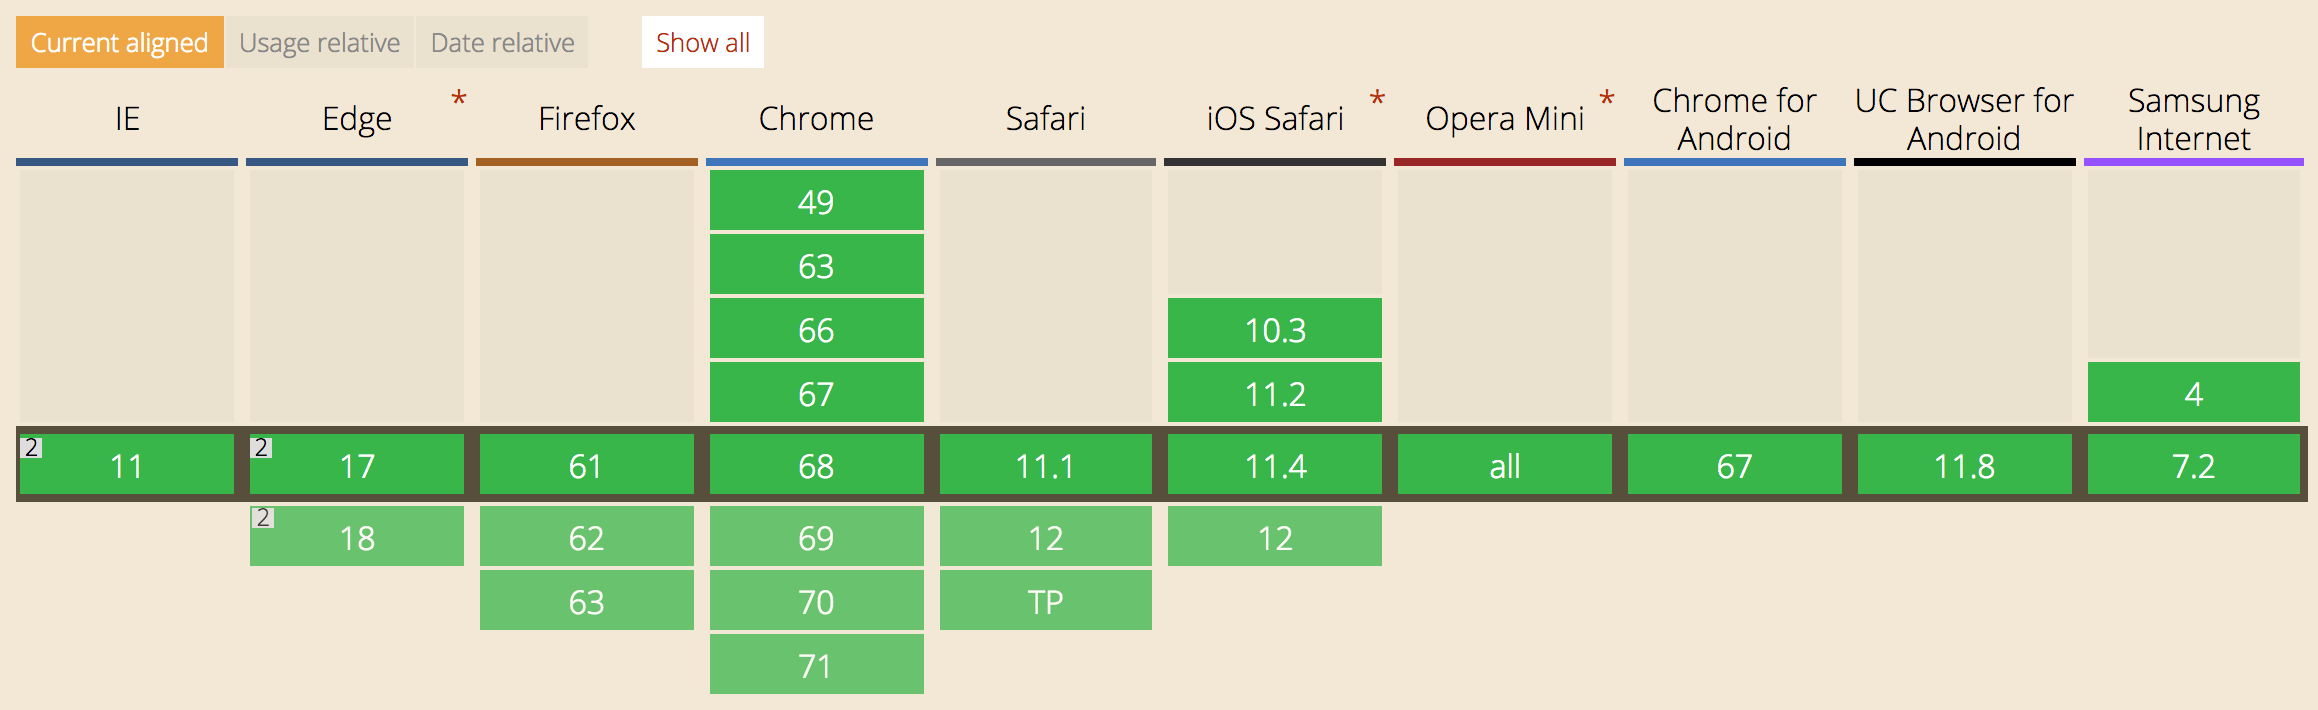 Current aligned Usage relative Date relative Show all
IE Edge * Firefox Chrome Safari iOS Safari * Opera Mini * Chrome for Android UC Browser for Android Samsung Internet
49
63
66 10.3
67 11.2 4
2 11 2 17 61 68 11.1 11.4 all 67 11.8 7.2
2 18 62 69 12 12
63 70 TP
71